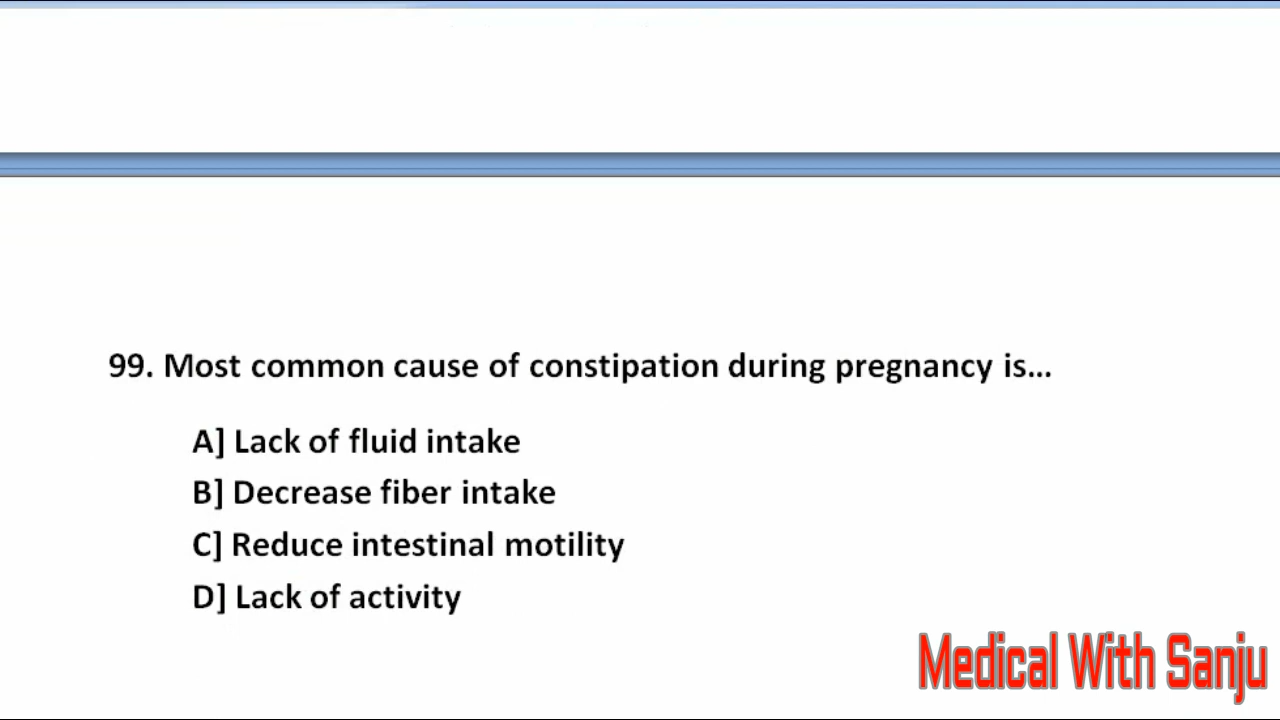 99. Most common cause of constipation during pregnancy is...
A] Lack of fluid intake
B] Decrease fiber intake
C] Reduce intestinal motility
D] Lack of activity
Medical With Sanju